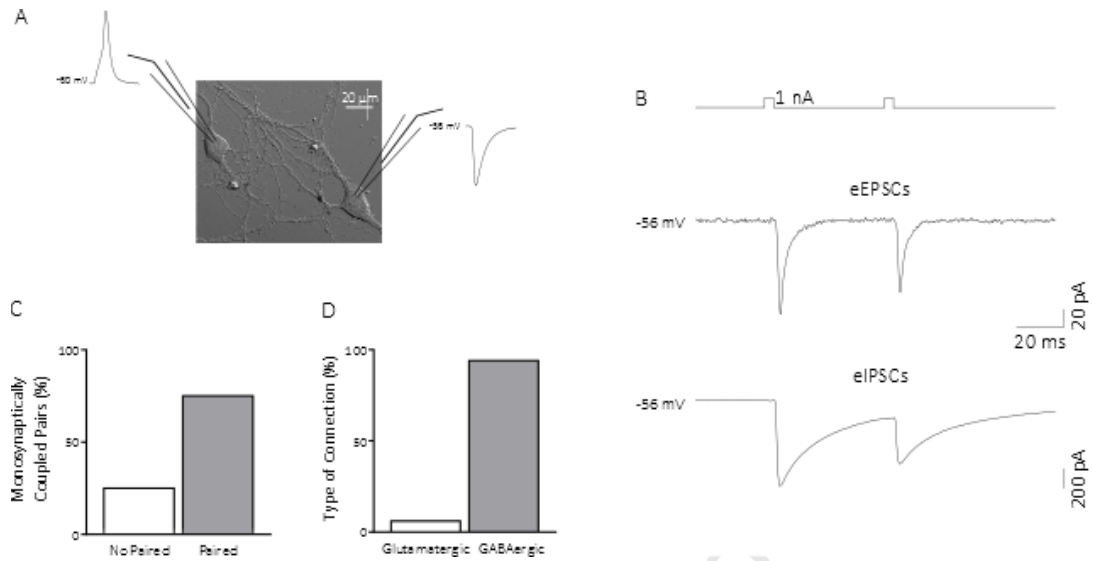 A
-60 mV
20 µm
-56 mV
B
1 nA
eEPSCs
-56 mV
20 pA
20 ms
eIPSCs
-56 mV
200 pA
C
Monosynaptically
Coupled Pairs (%)
100
50
0
No Paired
Paired
D
Type of Connection (%)
100
50
0
Glutamatergic
GABAergic